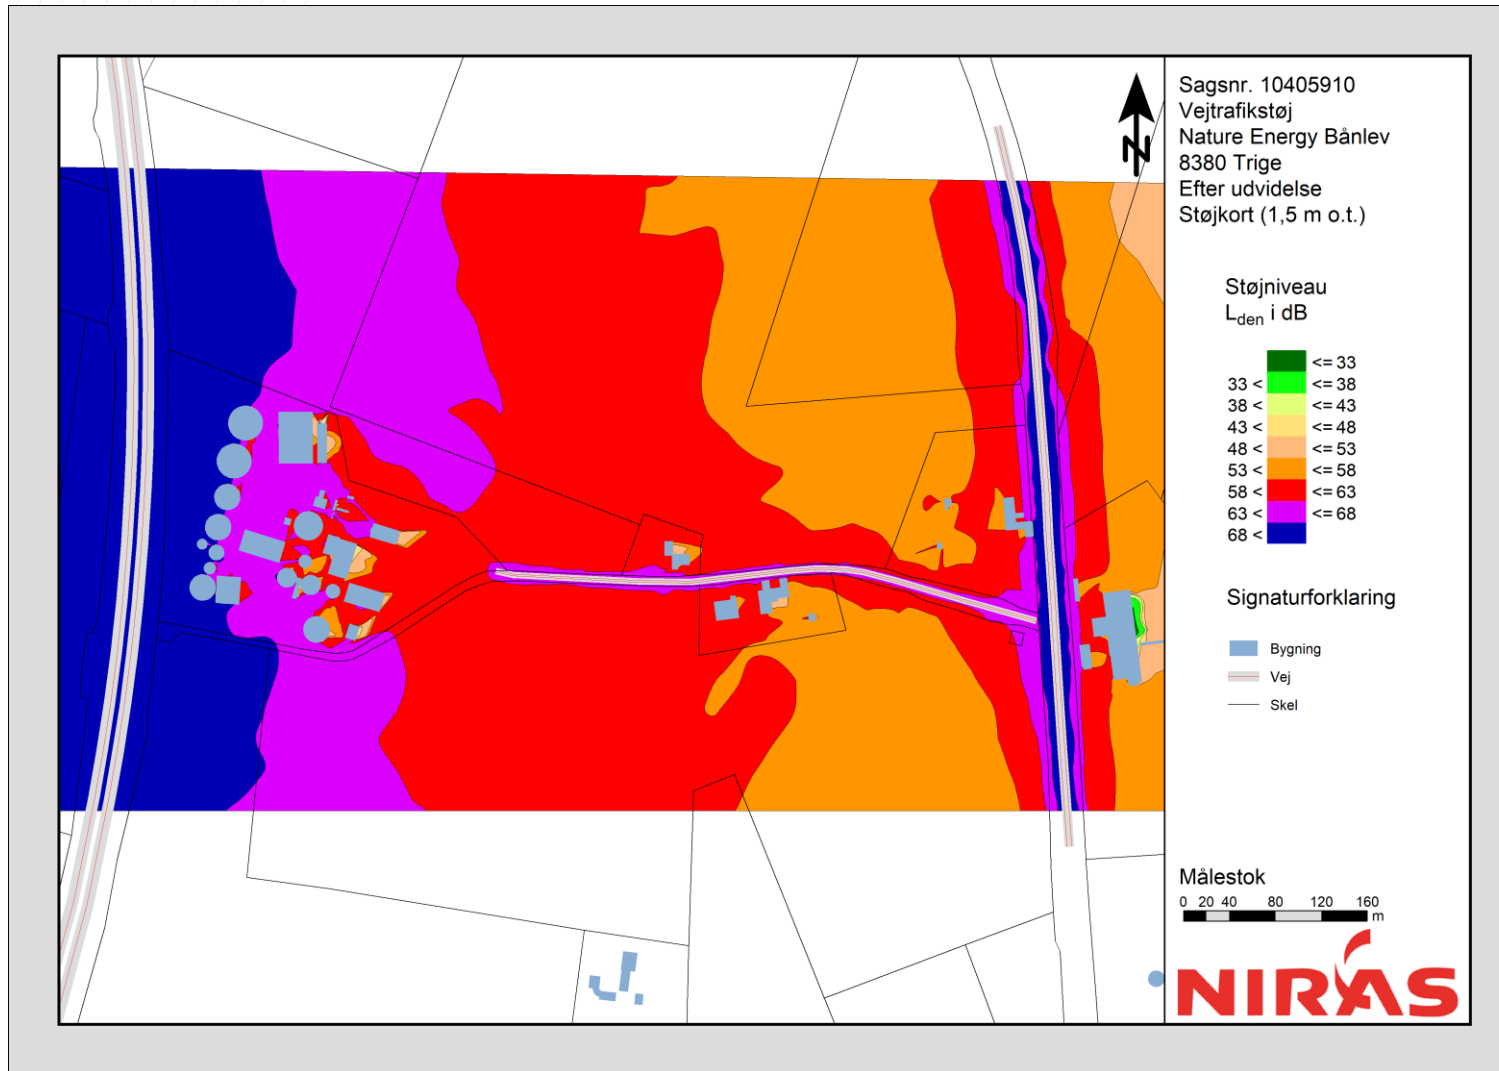 N
Sagsnr. 10405910
Vejtrafikstøj
Nature Energy Bånlev
8380 Trige
Efter udvidelse
Støjkort (1,5 m o.t.)
Støjniveau
Lden i dB
<= 33
33 < <= 38
38 < <= 43
43 < <= 48
48 < <= 53
53 < <= 58
58 < <= 63
63 < <= 68
68 <
Signaturforklaring
Bygning
Vej
Skel
Målestok
0 20 40 80 120 160
m
NIRAS